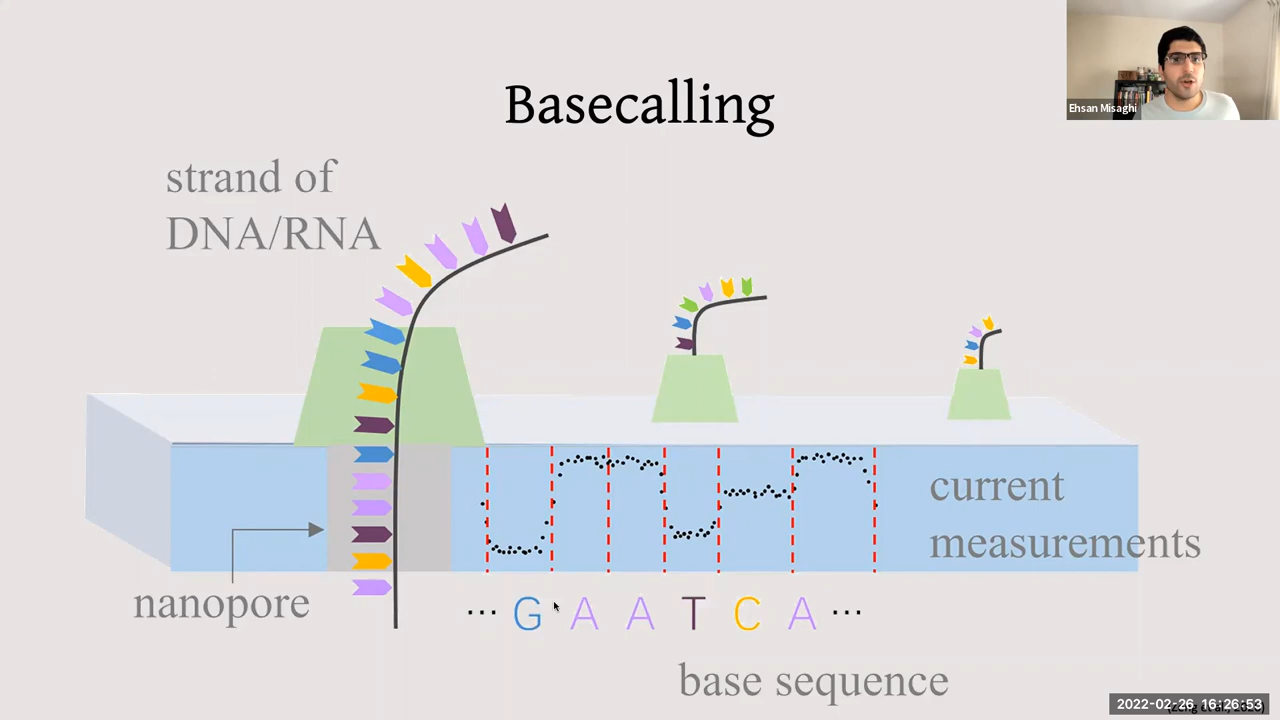 Basecalling
Ehsan Misaghi
strand of
DNA/RNA
current
measurements
nanopore
... G A A T C A ...
base sequence
2022-02-26 16:26:53